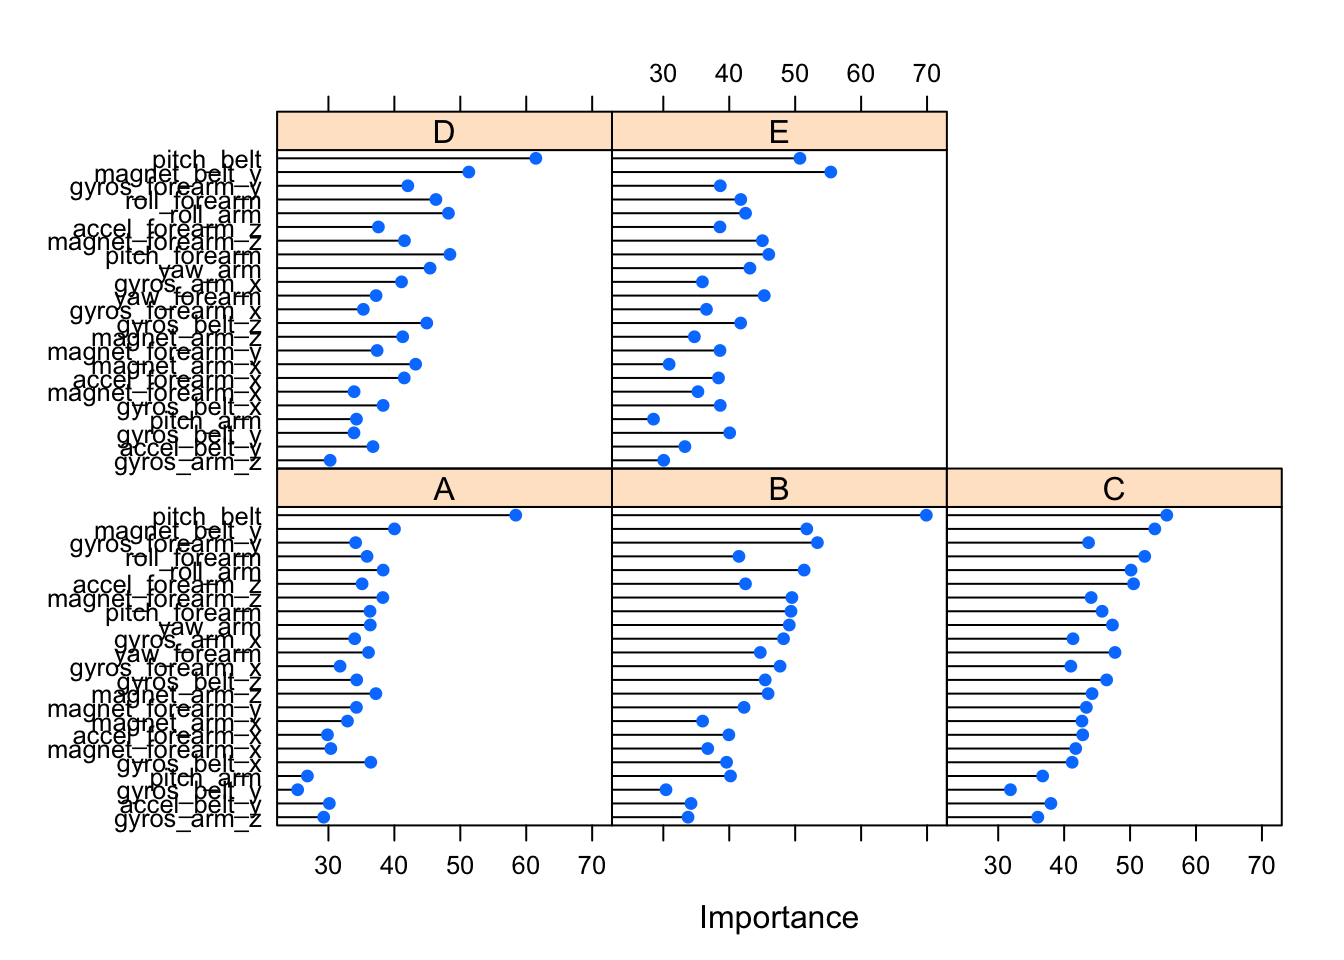 30 40 50 60 70
D E
pitch_belt
magnet_belt_y
gyros_forearm_y
roll_forearm
roll_arm
accel_forearm_z
magnet_forearm_z
pitch_forearm
yaw_arm
gyros_arm_x
yaw_forearm
gyros_forearm_x
gyros_belt_z
magnet_arm_z
magnet_forearm_y
magnet_arm_x
accel_forearm_x
magnet_forearm_x
gyros_belt_x
pitch_arm
gyros_belt_y
accel_belt_y
gyros_arm_z
A B C
pitch_belt
magnet_belt_y
gyros_forearm_y
roll_forearm
roll_arm
accel_forearm_z
magnet_forearm_z
pitch_forearm
yaw_arm
gyros_arm_x
yaw_forearm
gyros_forearm_x
gyros_belt_z
magnet_arm_z
magnet_forearm_y
magnet_arm_x
accel_forearm_x
magnet_forearm_x
gyros_belt_x
pitch_arm
gyros_belt_y
accel_belt_y
gyros_arm_z
30 40 50 60 70 30 40 50 60 70
Importance